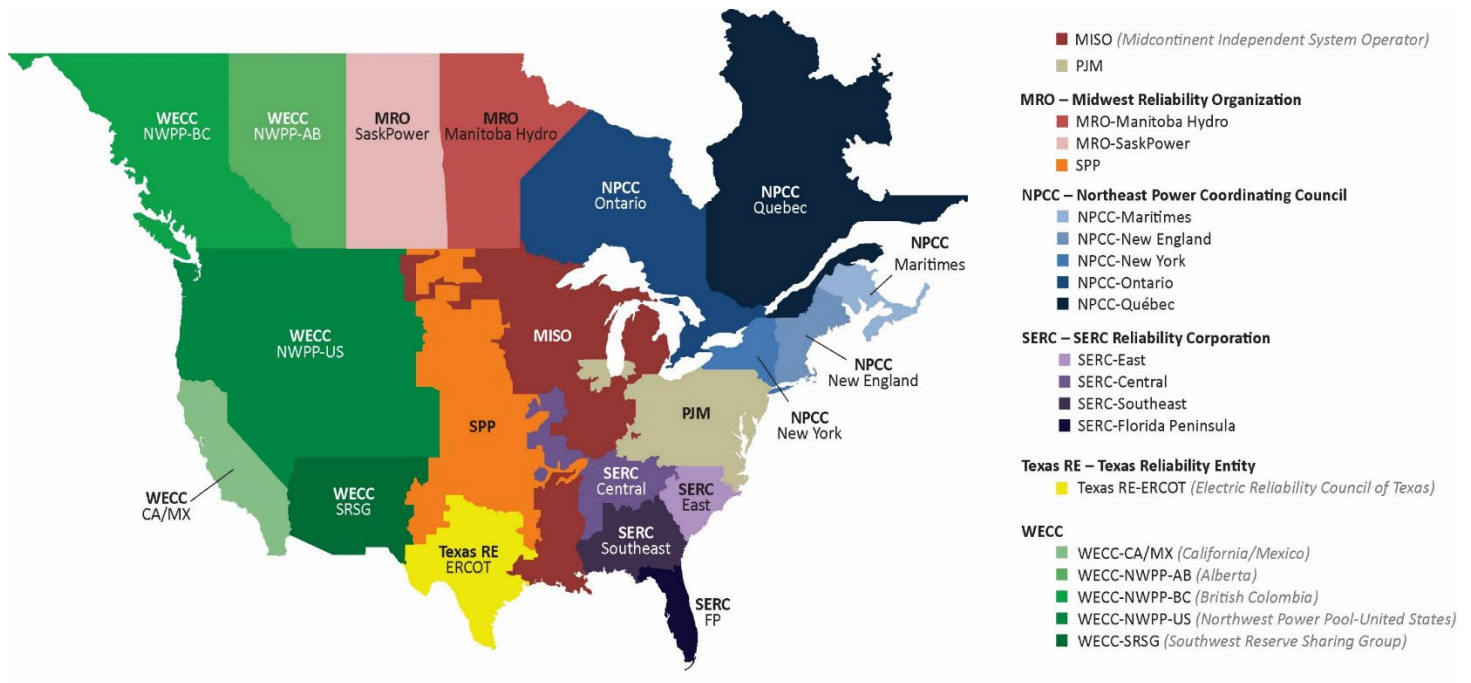 WECC
NWPP-BC
WECC
NWPP-AB
MRO
SaskPower
MRO
Manitoba Hydro
NPCC
Ontario
NPCC
Quebec
NPCC
Maritimes
WECC
NWPP-US
MISO
NPCC
New England
NPCC
New York
SPP
PJM
WECC
CA/MX
WECC
SRSG
SERC
Central
SERC
East
SERC
Southeast
Texas RE
ERCOT
SERC
FP
MISO (Midcontinent Independent System Operator)
PJM
MRO – Midwest Reliability Organization
MRO-Manitoba Hydro
MRO-SaskPower
SPP
NPCC – Northeast Power Coordinating Council
NPCC-Maritimes
NPCC-New England
NPCC-New York
NPCC-Ontario
NPCC-Québec
SERC – SERC Reliability Corporation
SERC-East
SERC-Central
SERC-Southeast
SERC-Florida Peninsula
Texas RE – Texas Reliability Entity
Texas RE-ERCOT (Electric Reliability Council of Texas)
WECC
WECC-CA/MX (California/Mexico)
WECC-NWPP-AB (Alberta)
WECC-NWPP-BC (British Colombia)
WECC-NWPP-US (Northwest Power Pool-United States)
WECC-SRSG (Southwest Reserve Sharing Group)